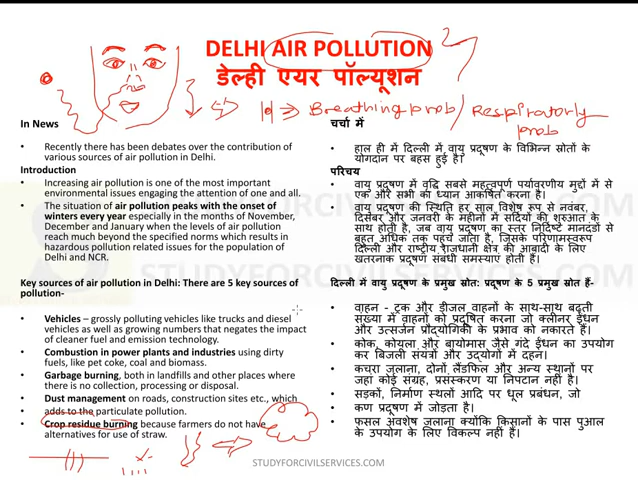 DELHI AIR POLLUTION
डेल्ही एयर पॉल्यूशन
10 ⇒ Breathing prob / Respiratorly
prob
In News
• Recently there has been debates over the contribution of
various sources of air pollution in Delhi.
Introduction
• Increasing air pollution is one of the most important
environmental issues engaging the attention of one and all.
• The situation of air pollution peaks with the onset of
winters every year especially in the months of November,
December and January when the levels of air pollution
reach much beyond the specified norms which results in
hazardous pollution related issues for the population of
Delhi and NCR.
Key sources of air pollution in Delhi: There are 5 key sources of
pollution-
• Vehicles – grossly polluting vehicles like trucks and diesel
vehicles as well as growing numbers that negates the impact
of cleaner fuel and emission technology.
• Combustion in power plants and industries using dirty
fuels, like pet coke, coal and biomass.
• Garbage burning, both in landfills and other places where
there is no collection, processing or disposal.
• Dust management on roads, construction sites etc., which
• adds to the particulate pollution.
• Crop residue burning because farmers do not have
alternatives for use of straw.
चर्चा में
• हाल ही में दिल्ली में वायु प्रदूषण के विभिन्न स्रोतों के
योगदान पर बहस हुई है।
परिचय
• वायु प्रदूषण में वृद्धि सबसे महत्वपूर्ण पर्यावरणीय मुद्दों में से
एक और सभी का ध्यान आकर्षित करना है।
• वायु प्रदूषण की स्थिति हर साल विशेष रूप से नवंबर,
दिसंबर और जनवरी के महीनों में सर्दियों की शुरुआत के
साथ होती है, जब वायु प्रदूषण का स्तर निर्दिष्ट मानदंडों से
बहुत अधिक तक पहुंच जाता है, जिसके परिणामस्वरूप
दिल्ली और राष्ट्रीय राजधानी क्षेत्र की आबादी के लिए
खतरनाक प्रदूषण संबंधी समस्याएं होती हैं।
दिल्ली में वायु प्रदूषण के प्रमुख स्रोत: प्रदूषण के 5 प्रमुख स्रोत हैं-
• वाहन - ट्रक और डीजल वाहनों के साथ-साथ बढ़ती
संख्या में वाहनों को प्रदूषित करना जो क्लीनर ईंधन
और उत्सर्जन प्रौद्योगिकी के प्रभाव को नकारते हैं।
• कोक, कोयला और बायोमास जैसे गंदे ईंधन का उपयोग
कर बिजली संयंत्रों और उद्योगों में दहन।
• कचरा जलाना, दोनों लैंडफिल और अन्य स्थानों पर
जहां कोई संग्रह, प्रसंस्करण या निपटान नहीं है।
• सड़कों, निर्माण स्थलों आदि पर धूल प्रबंधन, जो
• कण प्रदूषण में जोड़ता है।
• फसल अवशेष जलाना क्योंकि किसानों के पास पुआल
के उपयोग के लिए विकल्प नहीं हैं।
STUDYFORCIVILSERVICES.COM